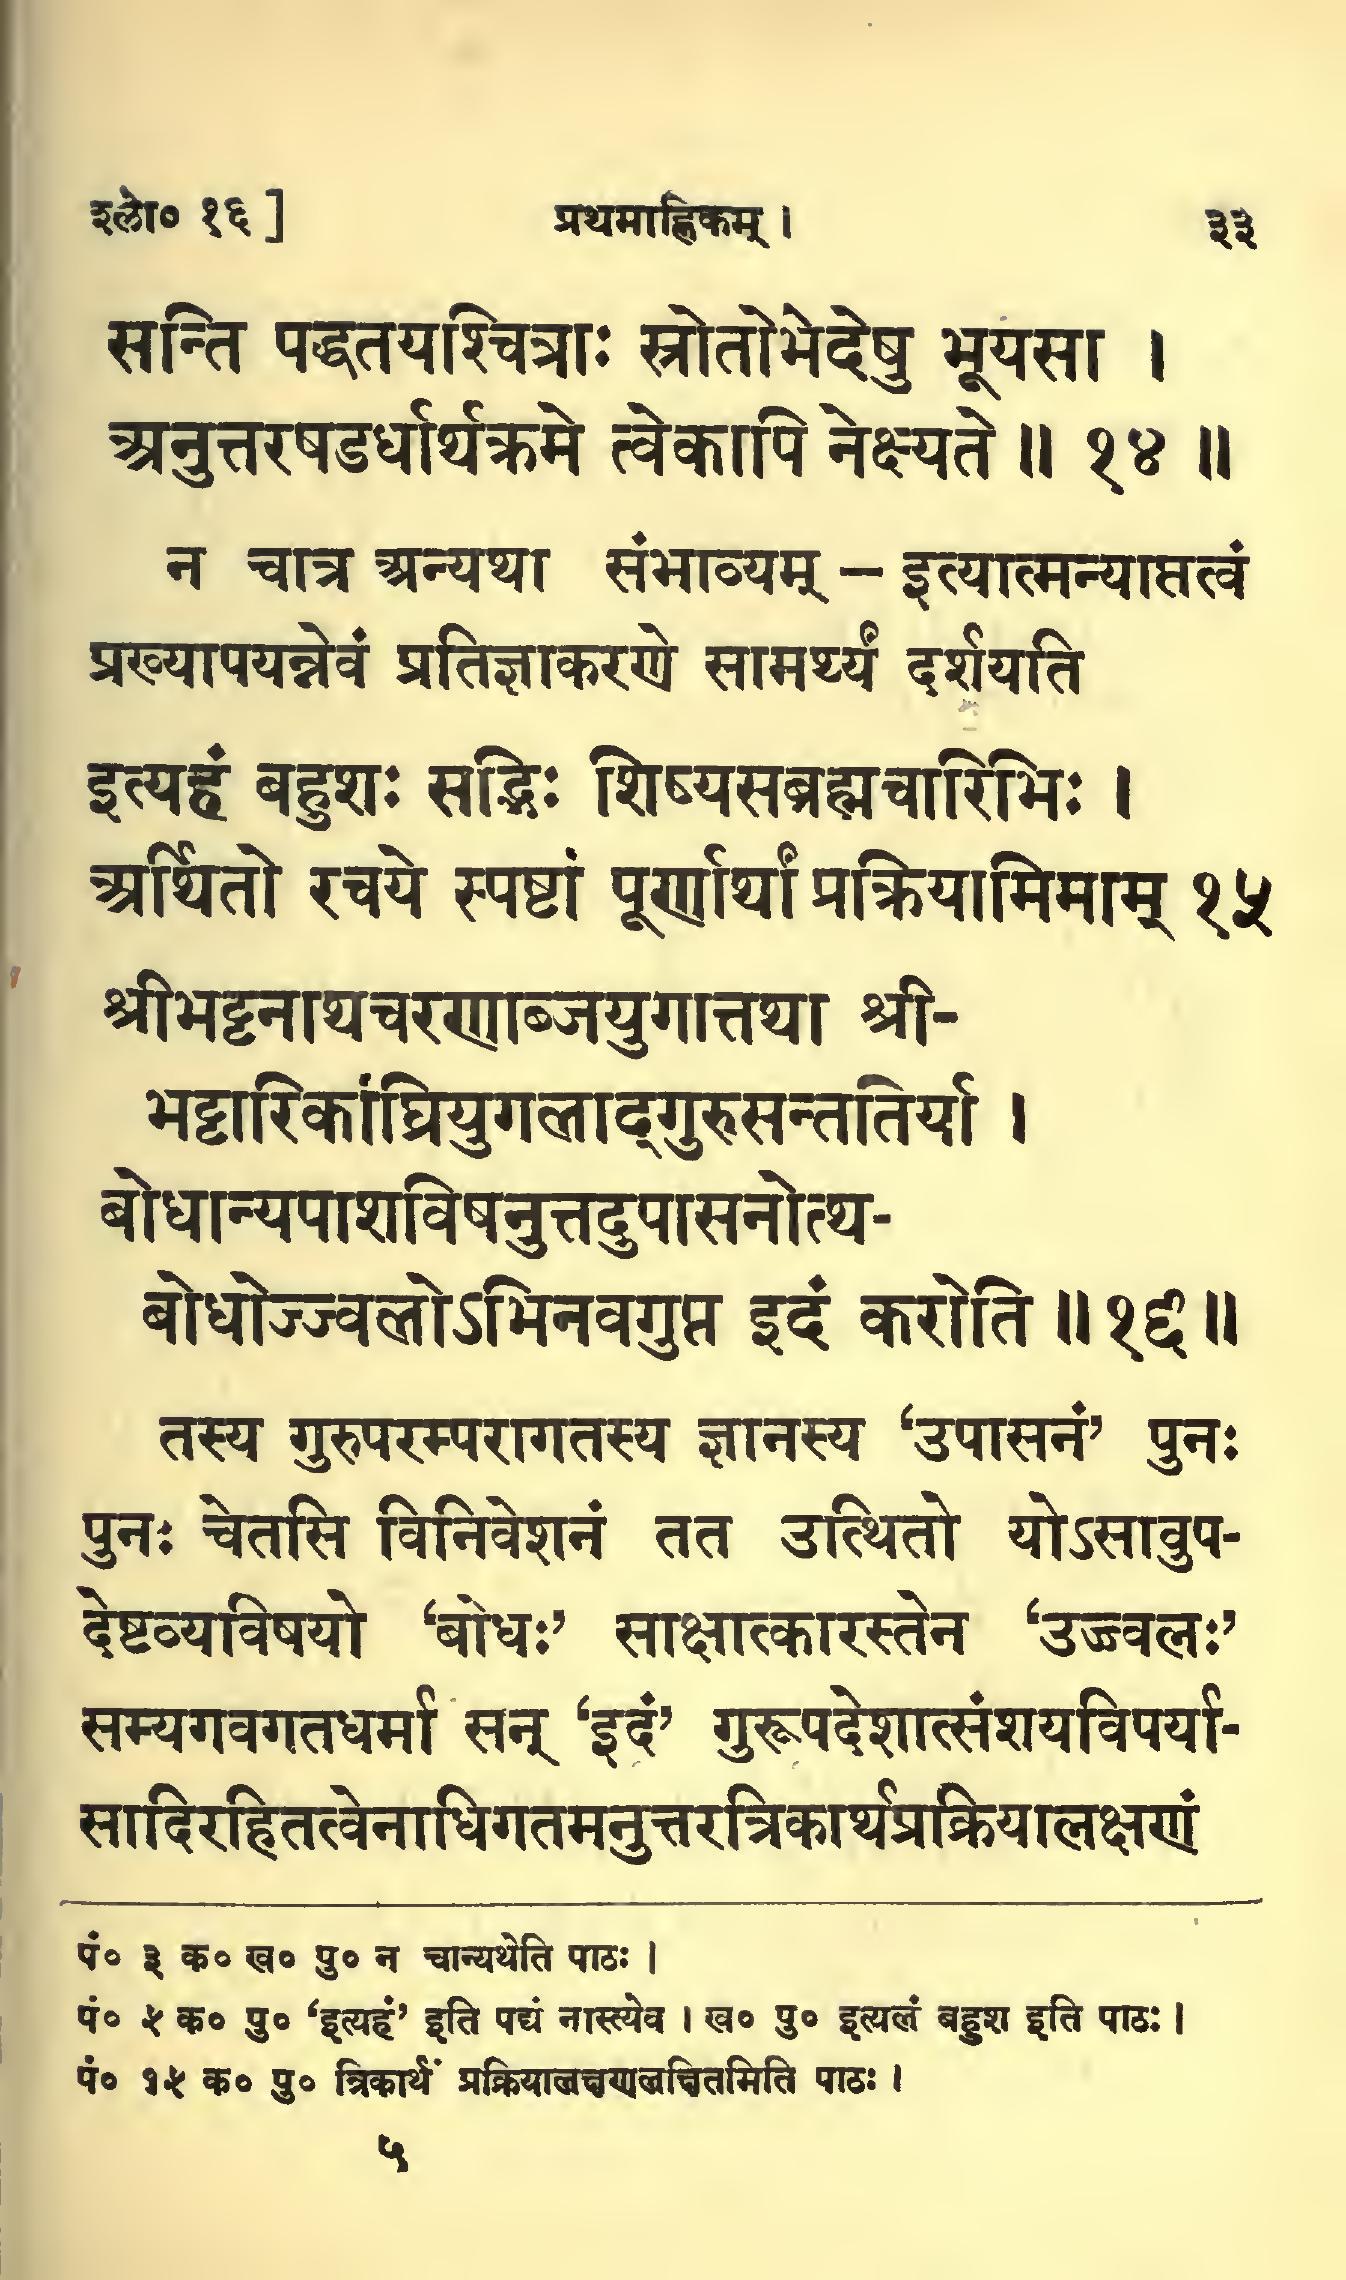 श्लो० १६ ] प्रथमाह्निकम् । ३३
सन्ति पद्धतयश्चित्राः स्रोतोभेदेषु भूयसा ।
अनुत्तरषडर्धार्थक्रमे त्वेकापि नेक्ष्यते ॥ १४ ॥
न चात्र अन्यथा संभाव्यम् – इत्यात्मन्याप्तत्वं
प्रख्यापयन्नेवं प्रतिज्ञाकरणे सामर्थ्यं दर्शयति
इत्यहं बहुशः सद्भिः शिष्यसब्रह्मचारिभिः ।
अर्थितो रचये स्पष्टां पूर्णार्थां प्रक्रियामिमाम् १५
श्रीभट्टनाथचरणाब्जयुगात्तथा श्री-
भट्टारिकांघ्रियुगलाद्गुरुसन्ततिर्या ।
बोधान्यपाशविषनुत्तदुपासनोत्थ-
बोधोज्ज्वलोऽभिनवगुप्त इदं करोति ॥ १६ ॥
तस्य गुरुपरम्परागतस्य ज्ञानस्य ‘उपासनं’ पुनः
पुनः चेतसि विनिवेशनं तत उत्थितो योऽसावुप-
देष्टव्यविषयो ‘बोधः’ साक्षात्कारस्तेन ‘उज्ज्वलः’
सम्यगवगतधर्मा सन् ‘इदं’ गुरूपदेशात्संशयविपर्या-
सादिरहितत्वेनाधिगतमनुत्तरत्रिकार्थप्रक्रियालक्षणं
पं० ३ क० ख० पु० न चान्यथेति पाठः ।
पं० ५ क० पु० ‘इत्यहं’ इति पद्यं नास्त्येव । ख० पु० इत्यलं बहुश इति पाठः ।
पं० १५ क० पु० त्रिकार्थं प्रक्रियालक्षणलक्षितमिति पाठः ।
५